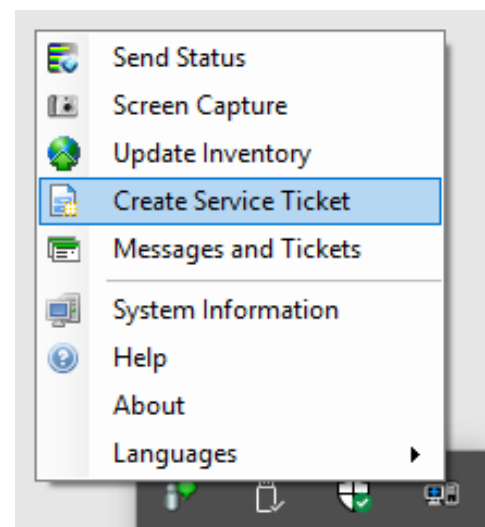 Send Status
Screen Capture
Update Inventory
Create Service Ticket
Messages and Tickets
System Information
Help
About
Languages